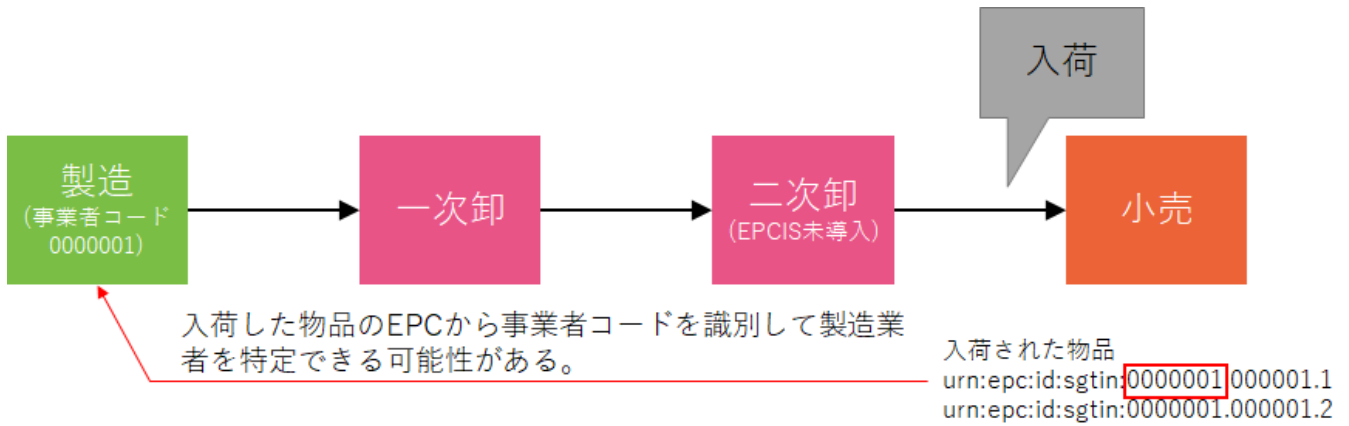 入荷
製造
(事業者コード
0000001)
一次卸
二次卸
(EPCIS未導入)
小売
入荷した物品のEPCから事業者コードを識別して製造業
者を特定できる可能性がある。
入荷された物品
urn:epc:id:sgtin:0000001.000001.1
urn:epc:id:sgtin:0000001.000001.2